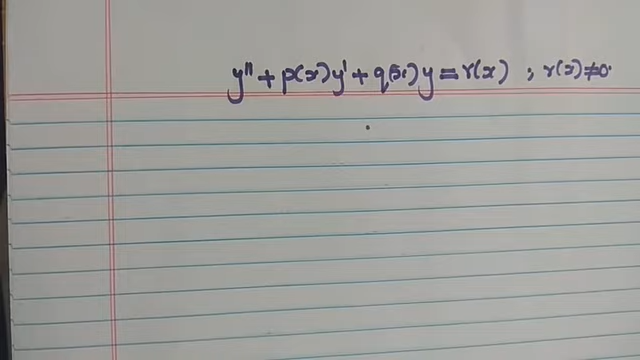 y'' + p(x)y' + q(x)y = r(x) ; r(x) ≠ 0.